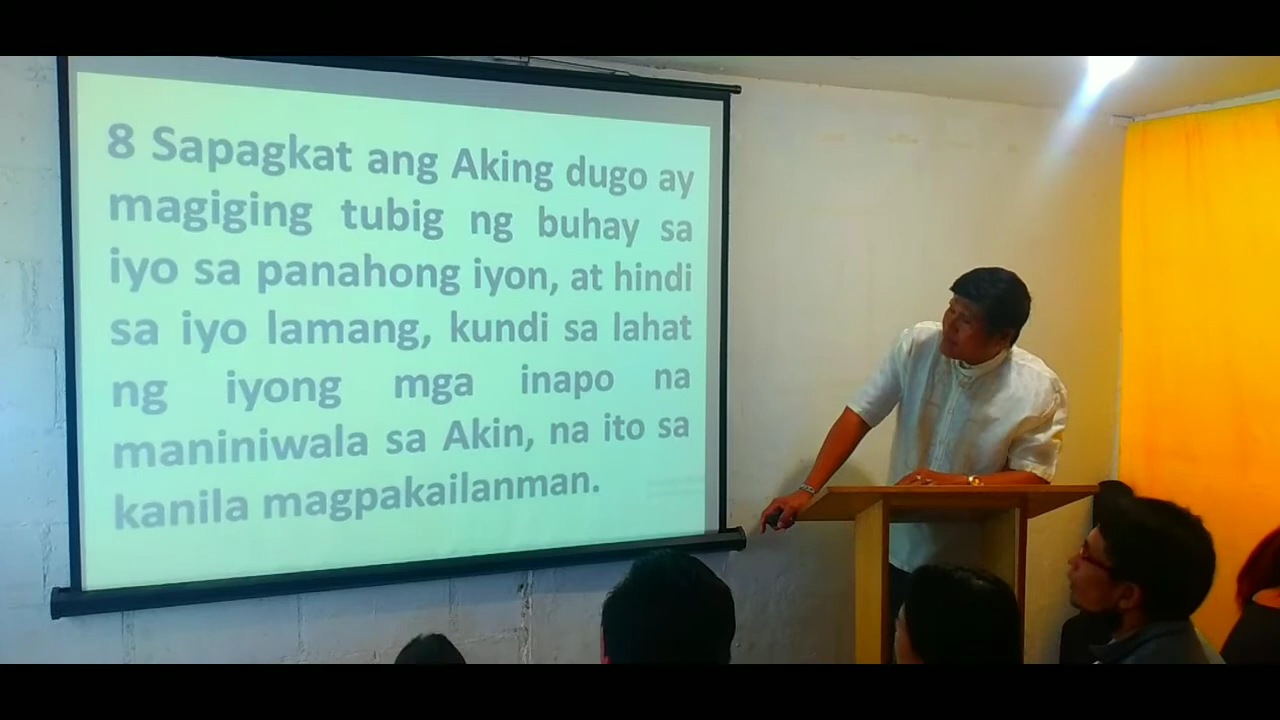 8 Sapagkat ang Aking dugo ay
magiging tubig ng buhay sa
iyo sa panahong iyon, at hindi
sa iyo lamang, kundi sa lahat
ng iyong mga inapo na
maniniwala sa Akin, na ito sa
kanila magpakailanman.